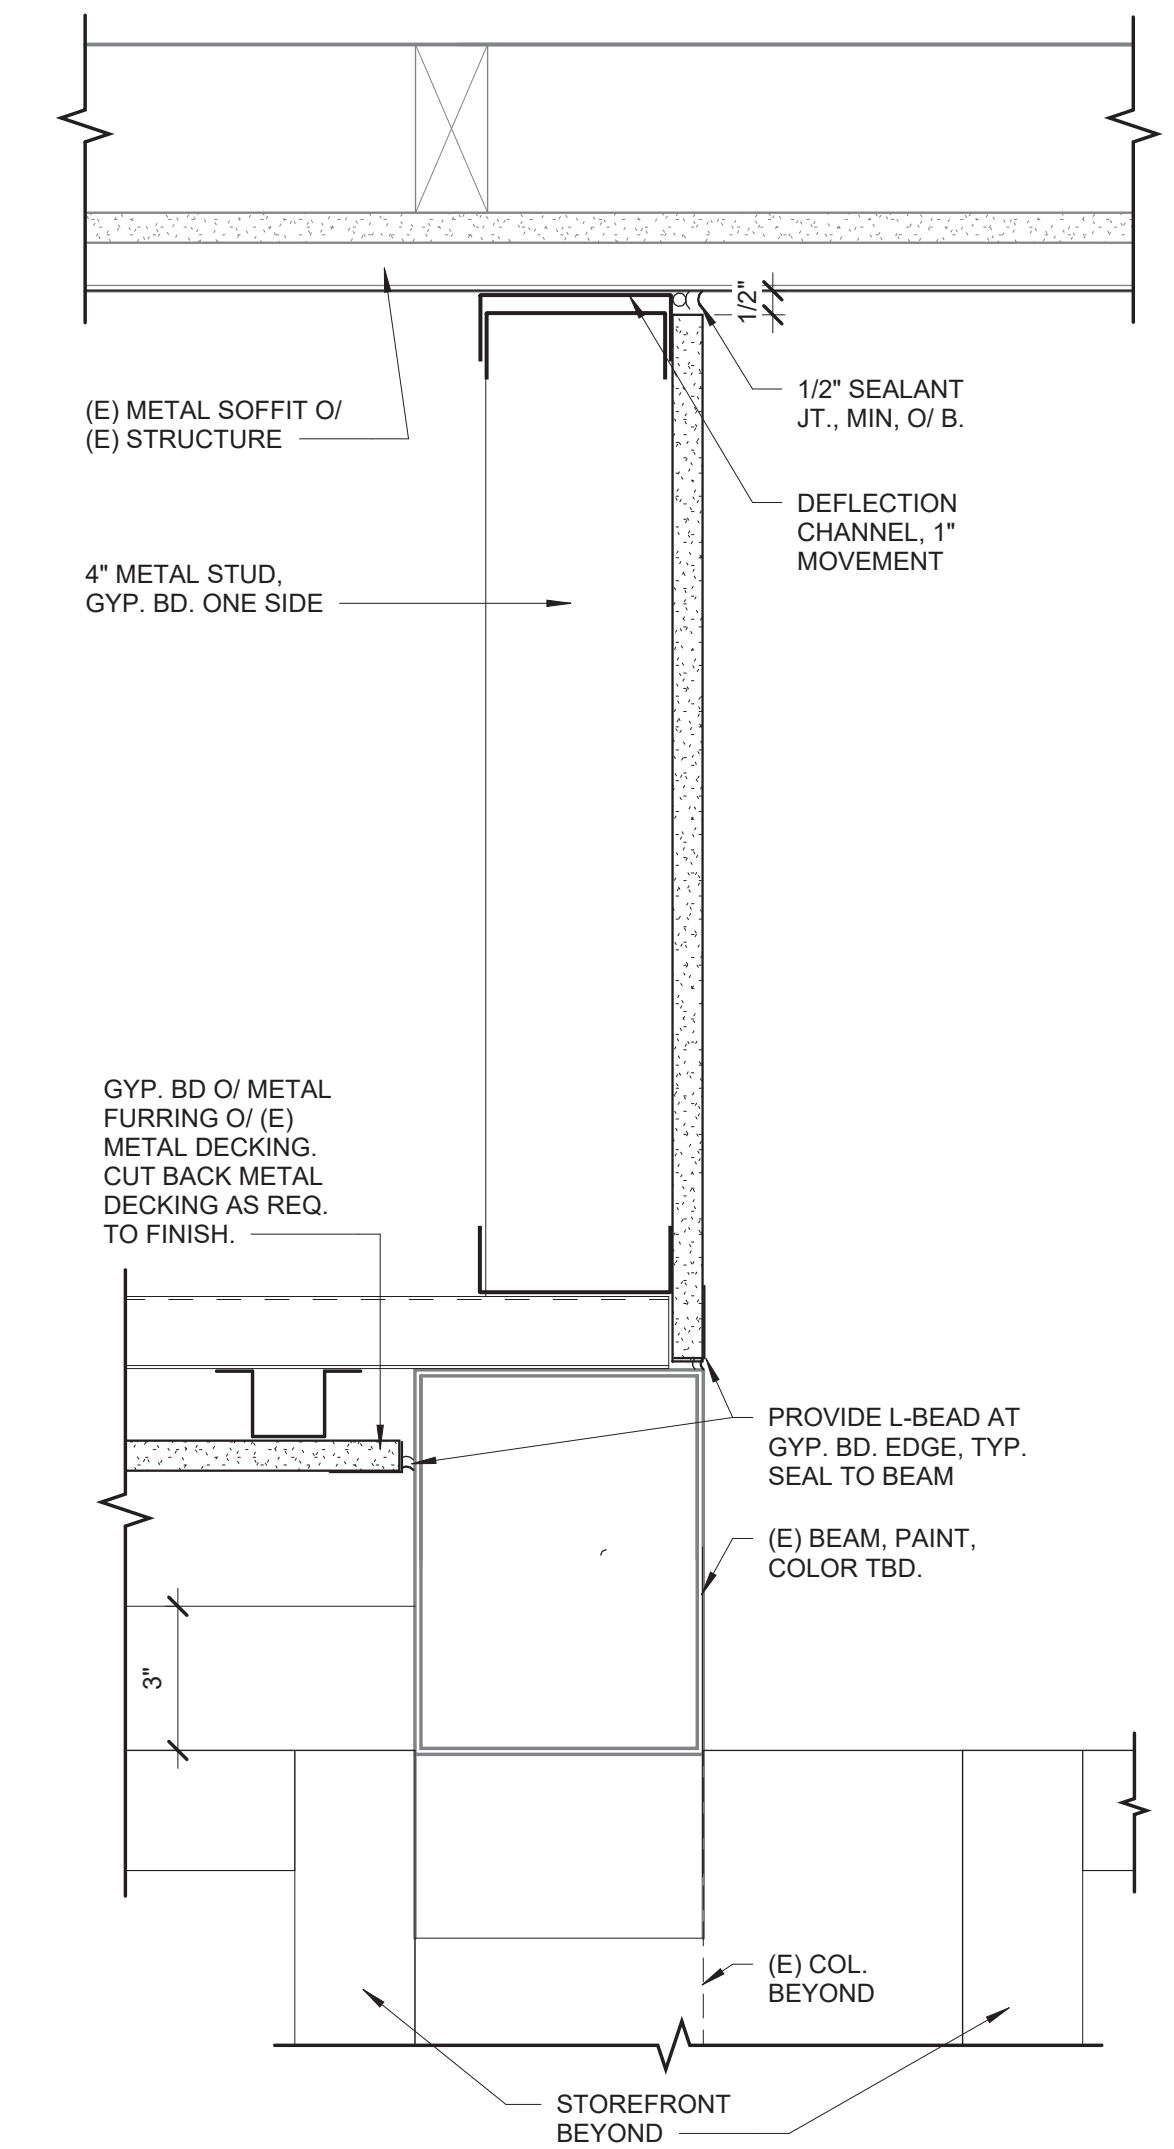 1/2"
(E) METAL SOFFIT O/
(E) STRUCTURE
1/2" SEALANT
JT., MIN, O/ B.
DEFLECTION
CHANNEL, 1"
MOVEMENT
4" METAL STUD,
GYP. BD. ONE SIDE
GYP. BD O/ METAL
FURRING O/ (E)
METAL DECKING.
CUT BACK METAL
DECKING AS REQ.
TO FINISH.
PROVIDE L-BEAD AT
GYP. BD. EDGE, TYP.
SEAL TO BEAM
(E) BEAM, PAINT,
COLOR TBD.
3"
(E) COL.
BEYOND
STOREFRONT
BEYOND